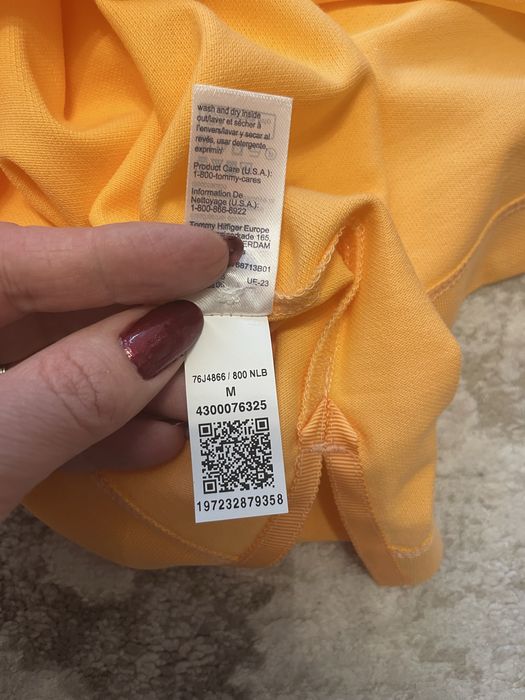 wash and dry inside
out/laver et sécher à
l'envers/lavar y secar al
revés, usar detergente,
exprimir
Product Care (U.S.A.):
1-800-tommy-cares
Information De
Nettoyage (U.S.A.):
1-800-866-6922
Tommy Hilfiger Europe
165,
UE-23
76J4866 / 800 NLB
M
4300076325
197232879358